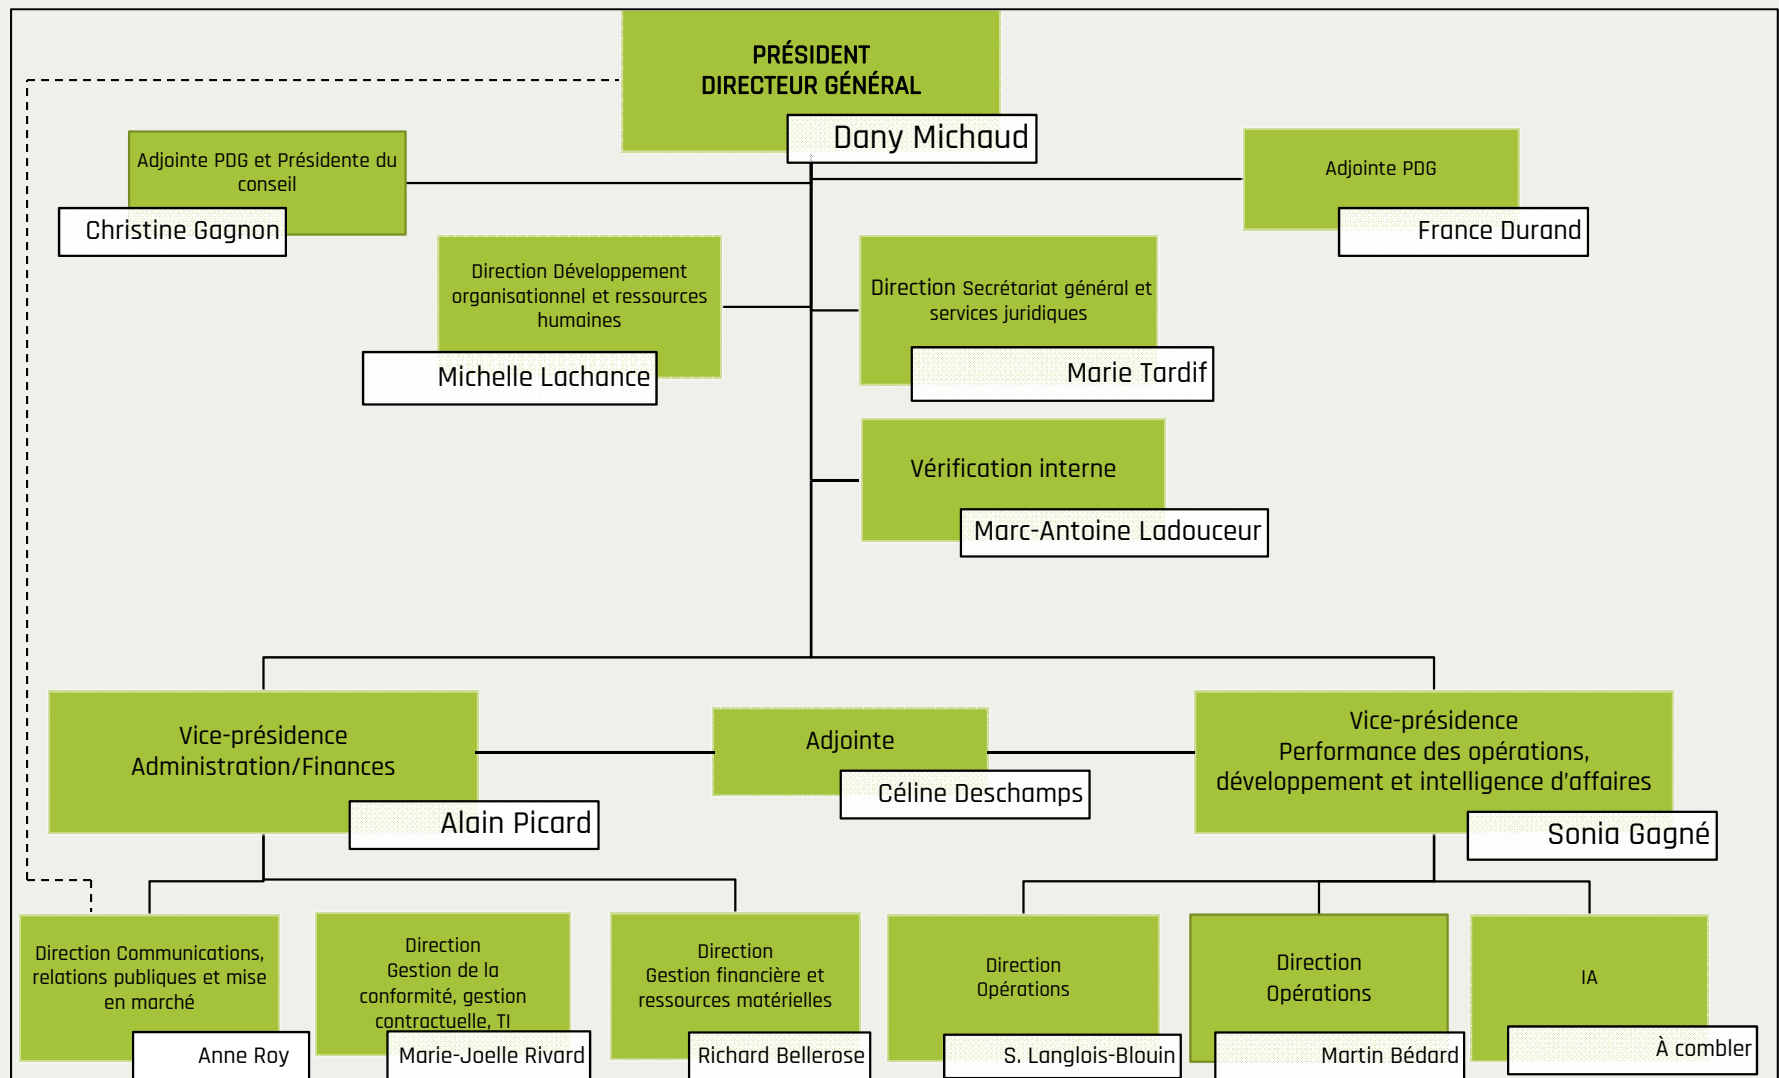 PRÉSIDENT
DIRECTEUR GÉNÉRAL
Dany Michaud
Adjointe PDG et Présidente du
conseil
Christine Gagnon
Adjointe PDG
France Durand
Direction Développement
organisationnel et ressources
humaines
Michelle Lachance
Direction Secrétariat général et
services juridiques
Marie Tardif
Vérification interne
Marc-Antoine Ladouceur
Vice-présidence
Administration/Finances
Alain Picard
Adjointe
Céline Deschamps
Vice-présidence
Performance des opérations,
développement et intelligence d'affaires
Sonia Gagné
Direction Communications,
relations publiques et mise
en marché
Anne Roy
Direction
Gestion de la
conformité, gestion
contractuelle, TI
Marie-Joelle Rivard
Direction
Gestion financière et
ressources matérielles
Richard Bellerose
Direction
Opérations
S. Langlois-Blouin
Direction
Opérations
Martin Bédard
IA
À combler